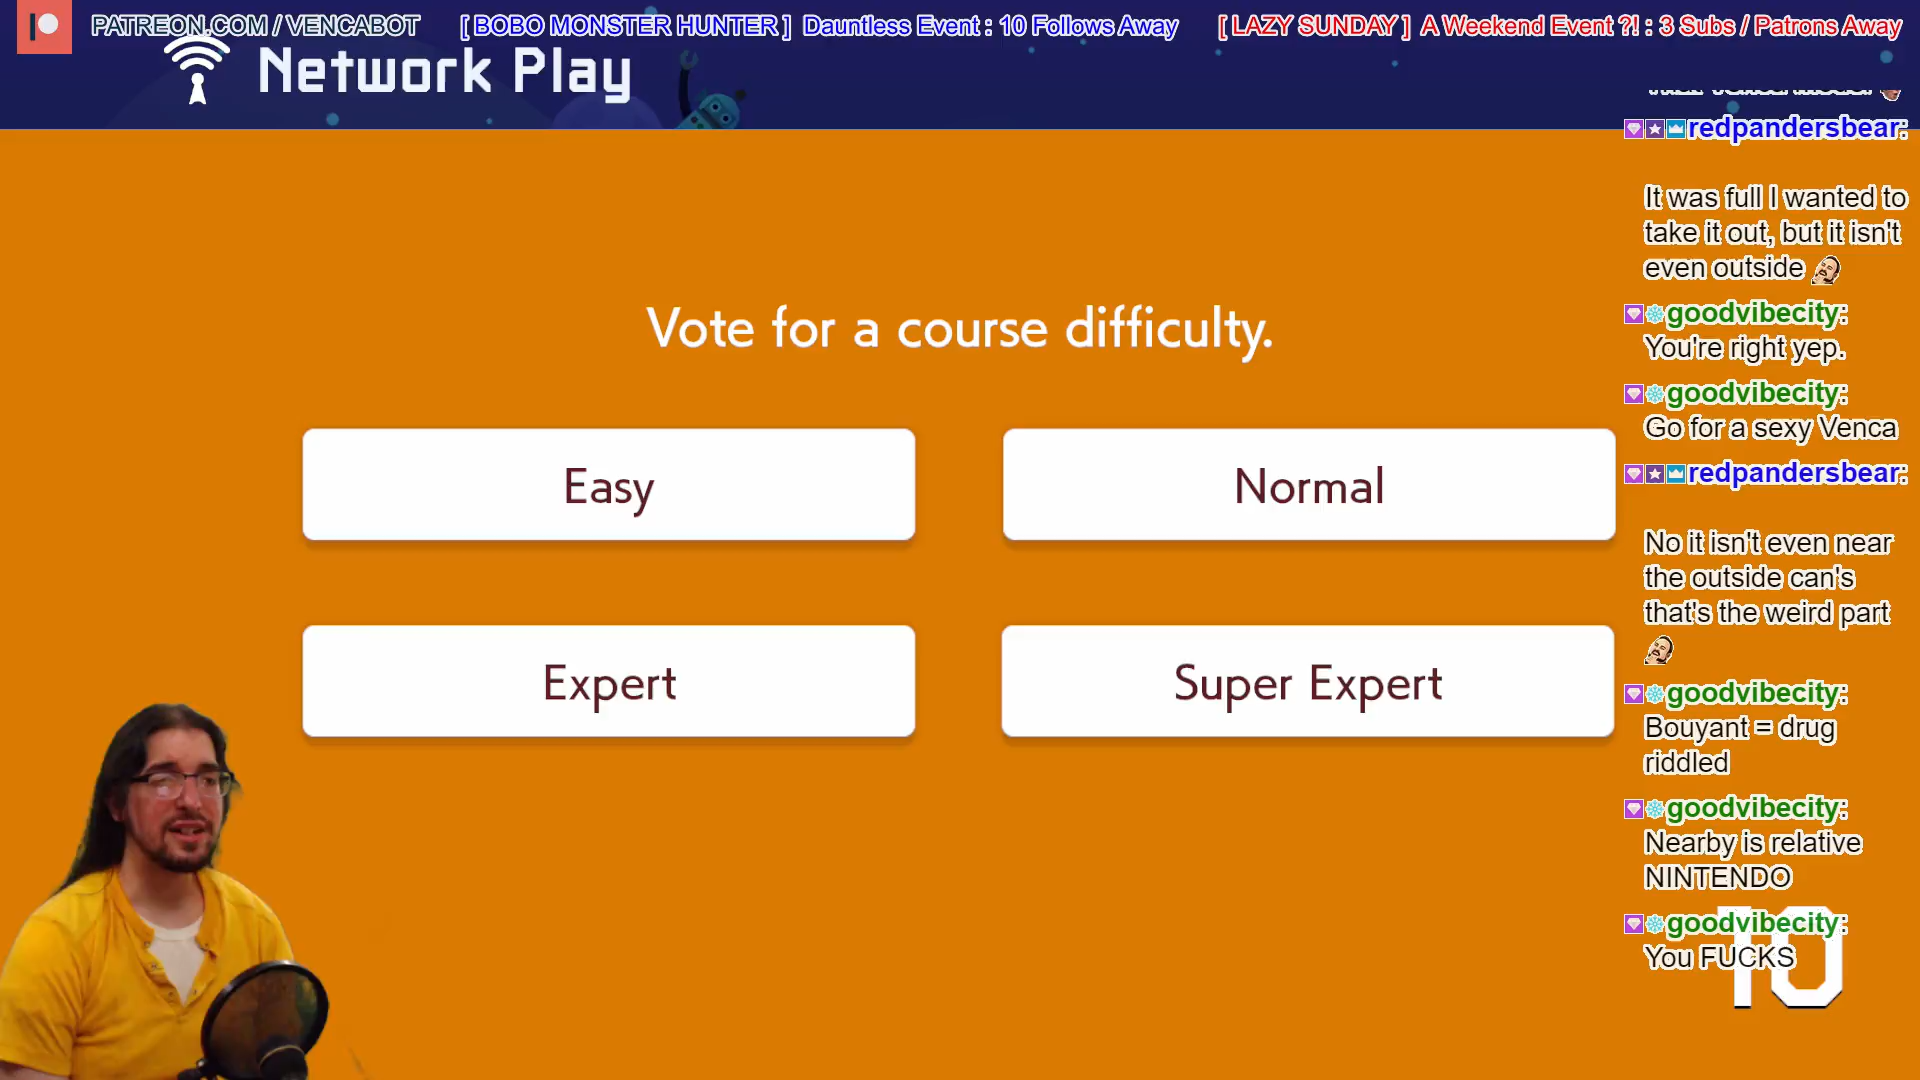 PATREON.COM / VENCABOT
[ BOBO MONSTER HUNTER ] Dauntless Event : 10 Follows Away
[ LAZY SUNDAY ] A Weekend Event ?! : 3 Subs / Patrons Away
Network Play
Vote for a course difficulty.
Easy
Normal
Expert
Super Expert
redpandersbear:
It was full I wanted to
take it out, but it isn't
even outside
goodvibecity:
You're right yep.
goodvibecity:
Go for a sexy Venca
redpandersbear:
No it isn't even near
the outside can's
that's the weird part
goodvibecity:
Bouyant = drug
riddled
goodvibecity:
Nearby is relative
NINTENDO
goodvibecity:
You FUCKS
10